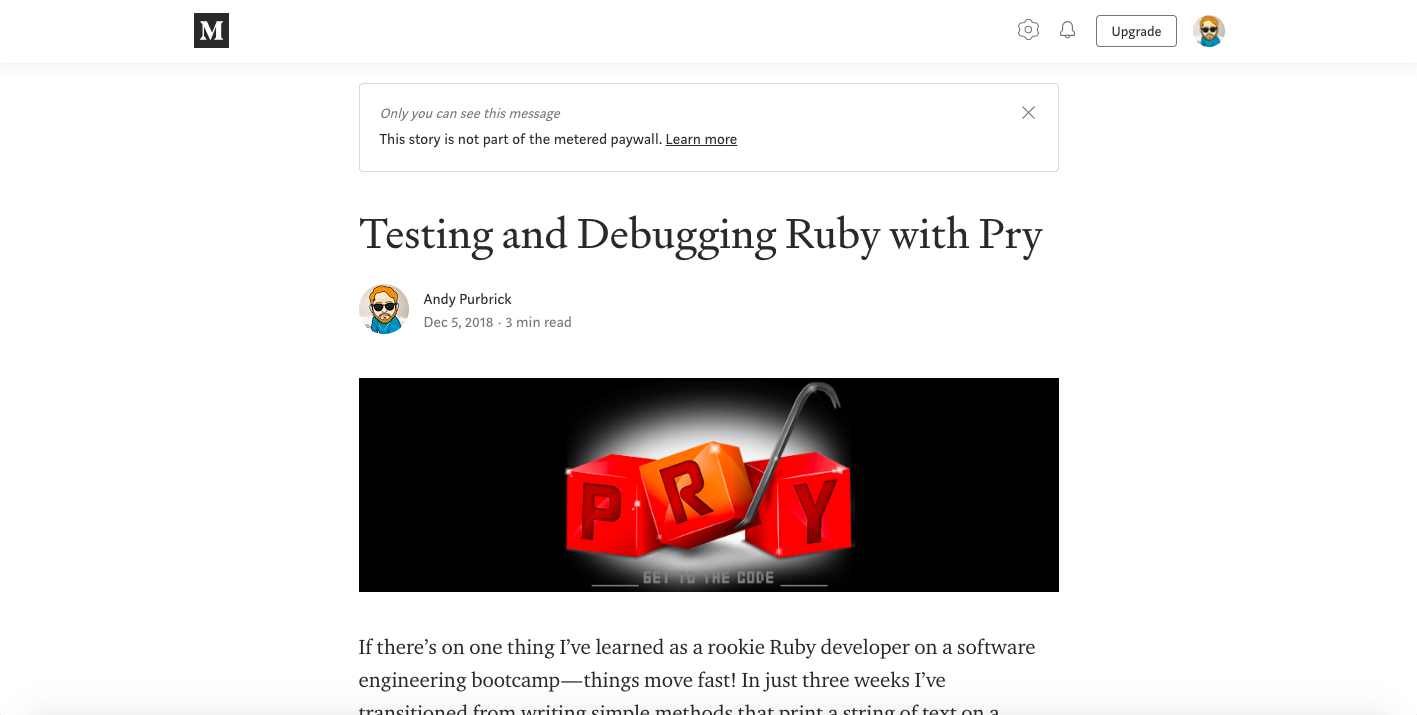 M
Upgrade
Only you can see this message
This story is not part of the metered paywall. Learn more
Testing and Debugging Ruby with Pry
Andy Purbrick
Dec 5, 2018 · 3 min read
PRY
GET TO THE CODE
If there’s on one thing I’ve learned as a rookie Ruby developer on a software
engineering bootcamp — things move fast! In just three weeks I’ve
transitioned from writing simple methods that print a string of text on a